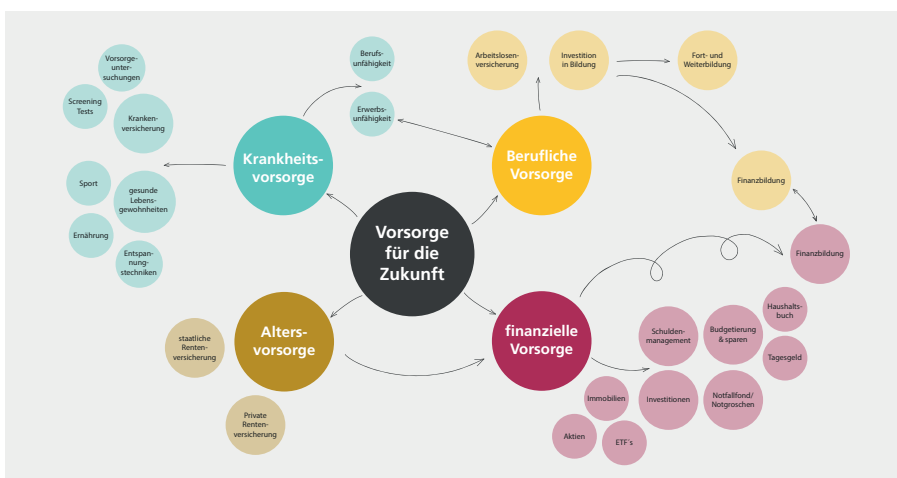 Vorsorge
für die
Zukunft
Krankheits-
vorsorge
Vorsorge-
unter-
suchungen
Screening
Tests
Kranken-
versicherung
Sport
gesunde
Lebens-
gewohnheiten
Ernährung
Entspan-
nungs-
techniken
Berufs-
unfähigkeit
Erwerbs-
unfähigkeit
Berufliche
Vorsorge
Arbeitslosen-
versicherung
Investition
in Bildung
Fort- und
Weiterbildung
Finanzbildung
Finanzbildung
Alters-
vorsorge
staatliche
Renten-
versicherung
Private
Renten-
versicherung
finanzielle
Vorsorge
Schulden-
management
Budgetierung
& sparen
Haushalts-
buch
Tagesgeld
Investitionen
Notfallfond/
Notgroschen
Immobilien
Aktien
ETF´s